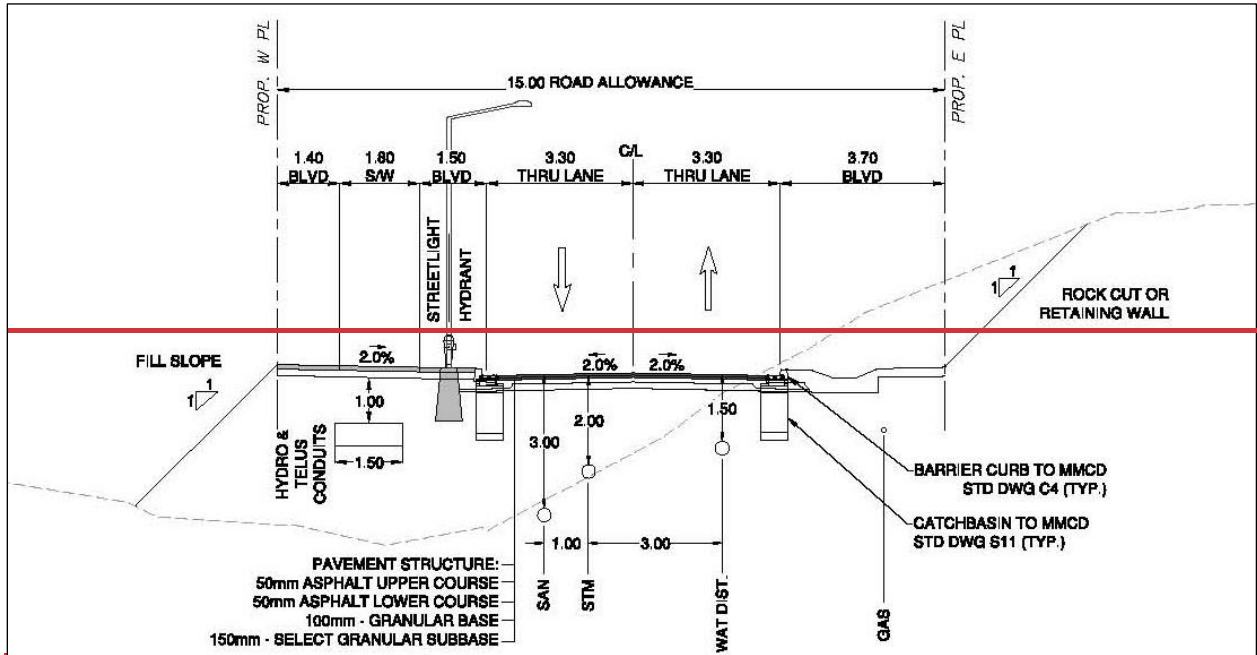 PROP. W PL
PROP. E PL
15.00 ROAD ALLOWANCE
1.40
BLVD
1.80
S/W
1.50
BLVD
3.30
THRU LANE
C/L
3.30
THRU LANE
3.70
BLVD
STREETLIGHT
HYDRANT
1
1
ROCK CUT OR
RETAINING WALL
FILL SLOPE
1
1
2.0%
2.0%
2.0%
1.00
1.50
HYDRO &
TELUS
CONDUITS
3.00
2.00
1.50
BARRIER CURB TO MMCD
STD DWG C4 (TYP.)
CATCHBASIN TO MMCD
STD DWG S11 (TYP.)
1.00
3.00
PAVEMENT STRUCTURE:
50mm ASPHALT UPPER COURSE
50mm ASPHALT LOWER COURSE
100mm - GRANULAR BASE
150mm - SELECT GRANULAR SUBBASE
SAN
STM
WAT DIST.
GAS